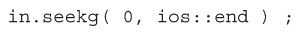 in.seekg( 0, ios::end ) ;